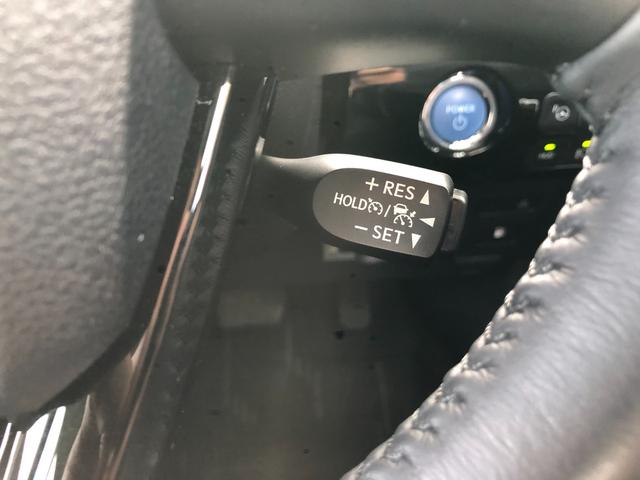 POWER
+ RES ▲
HOLD / ◀
− SET ▼